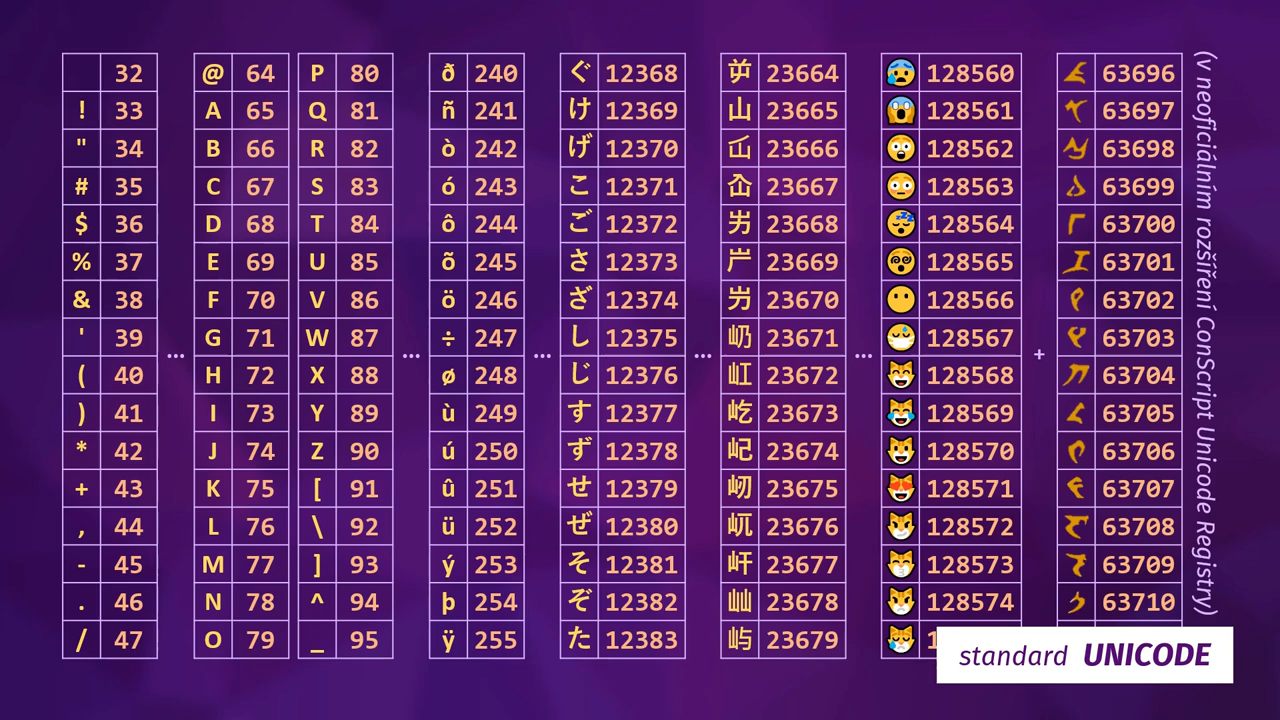 32 @ 64 P 80 ð 240 ぐ 12368 屰 23664 😰 128560 63696
! 33 A 65 Q 81 ñ 241 け 12369 山 23665 😱 128561 63697
" 34 B 66 R 82 ò 242 げ 12370 屲 23666 😲 128562 63698
# 35 C 67 S 83 ó 243 こ 12371 屳 23667 😳 128563 63699
$ 36 D 68 T 84 ô 244 ご 12372 屴 23668 😴 128564 63700
% 37 E 69 U 85 õ 245 さ 12373 屵 23669 😵 128565 63701
& 38 F 70 V 86 ö 246 ざ 12374 屶 23670 😶 128566 63702
' 39 G 71 W 87 ÷ 247 し 12375 屷 23671 😷 128567 63703
... ... ... ... ... +
( 40 H 72 X 88 ø 248 じ 12376 屸 23672 😸 128568 63704
) 41 I 73 Y 89 ù 249 す 12377 屹 23673 😹 128569 63705
* 42 J 74 Z 90 ú 250 ず 12378 屺 23674 😺 128570 63706
+ 43 K 75 [ 91 û 251 せ 12379 屻 23675 😻 128571 63707
, 44 L 76 \ 92 ü 252 ぜ 12380 屼 23676 😼 128572 63708
- 45 M 77 ] 93 ý 253 そ 12381 屽 23677 😽 128573 63709
. 46 N 78 ^ 94 þ 254 ぞ 12382 屾 23678 😾 128574 63710
/ 47 O 79 _ 95 ÿ 255 た 12383 屿 23679 😿
(v neoficiálním rozšíření ConScript Unicode Registry)
standard UNICODE